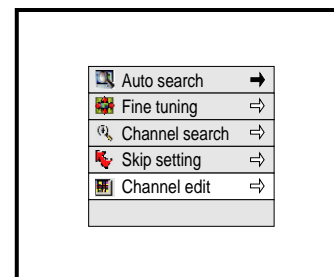 Auto search
Fine tuning
Channel search
Skip setting
Channel edit